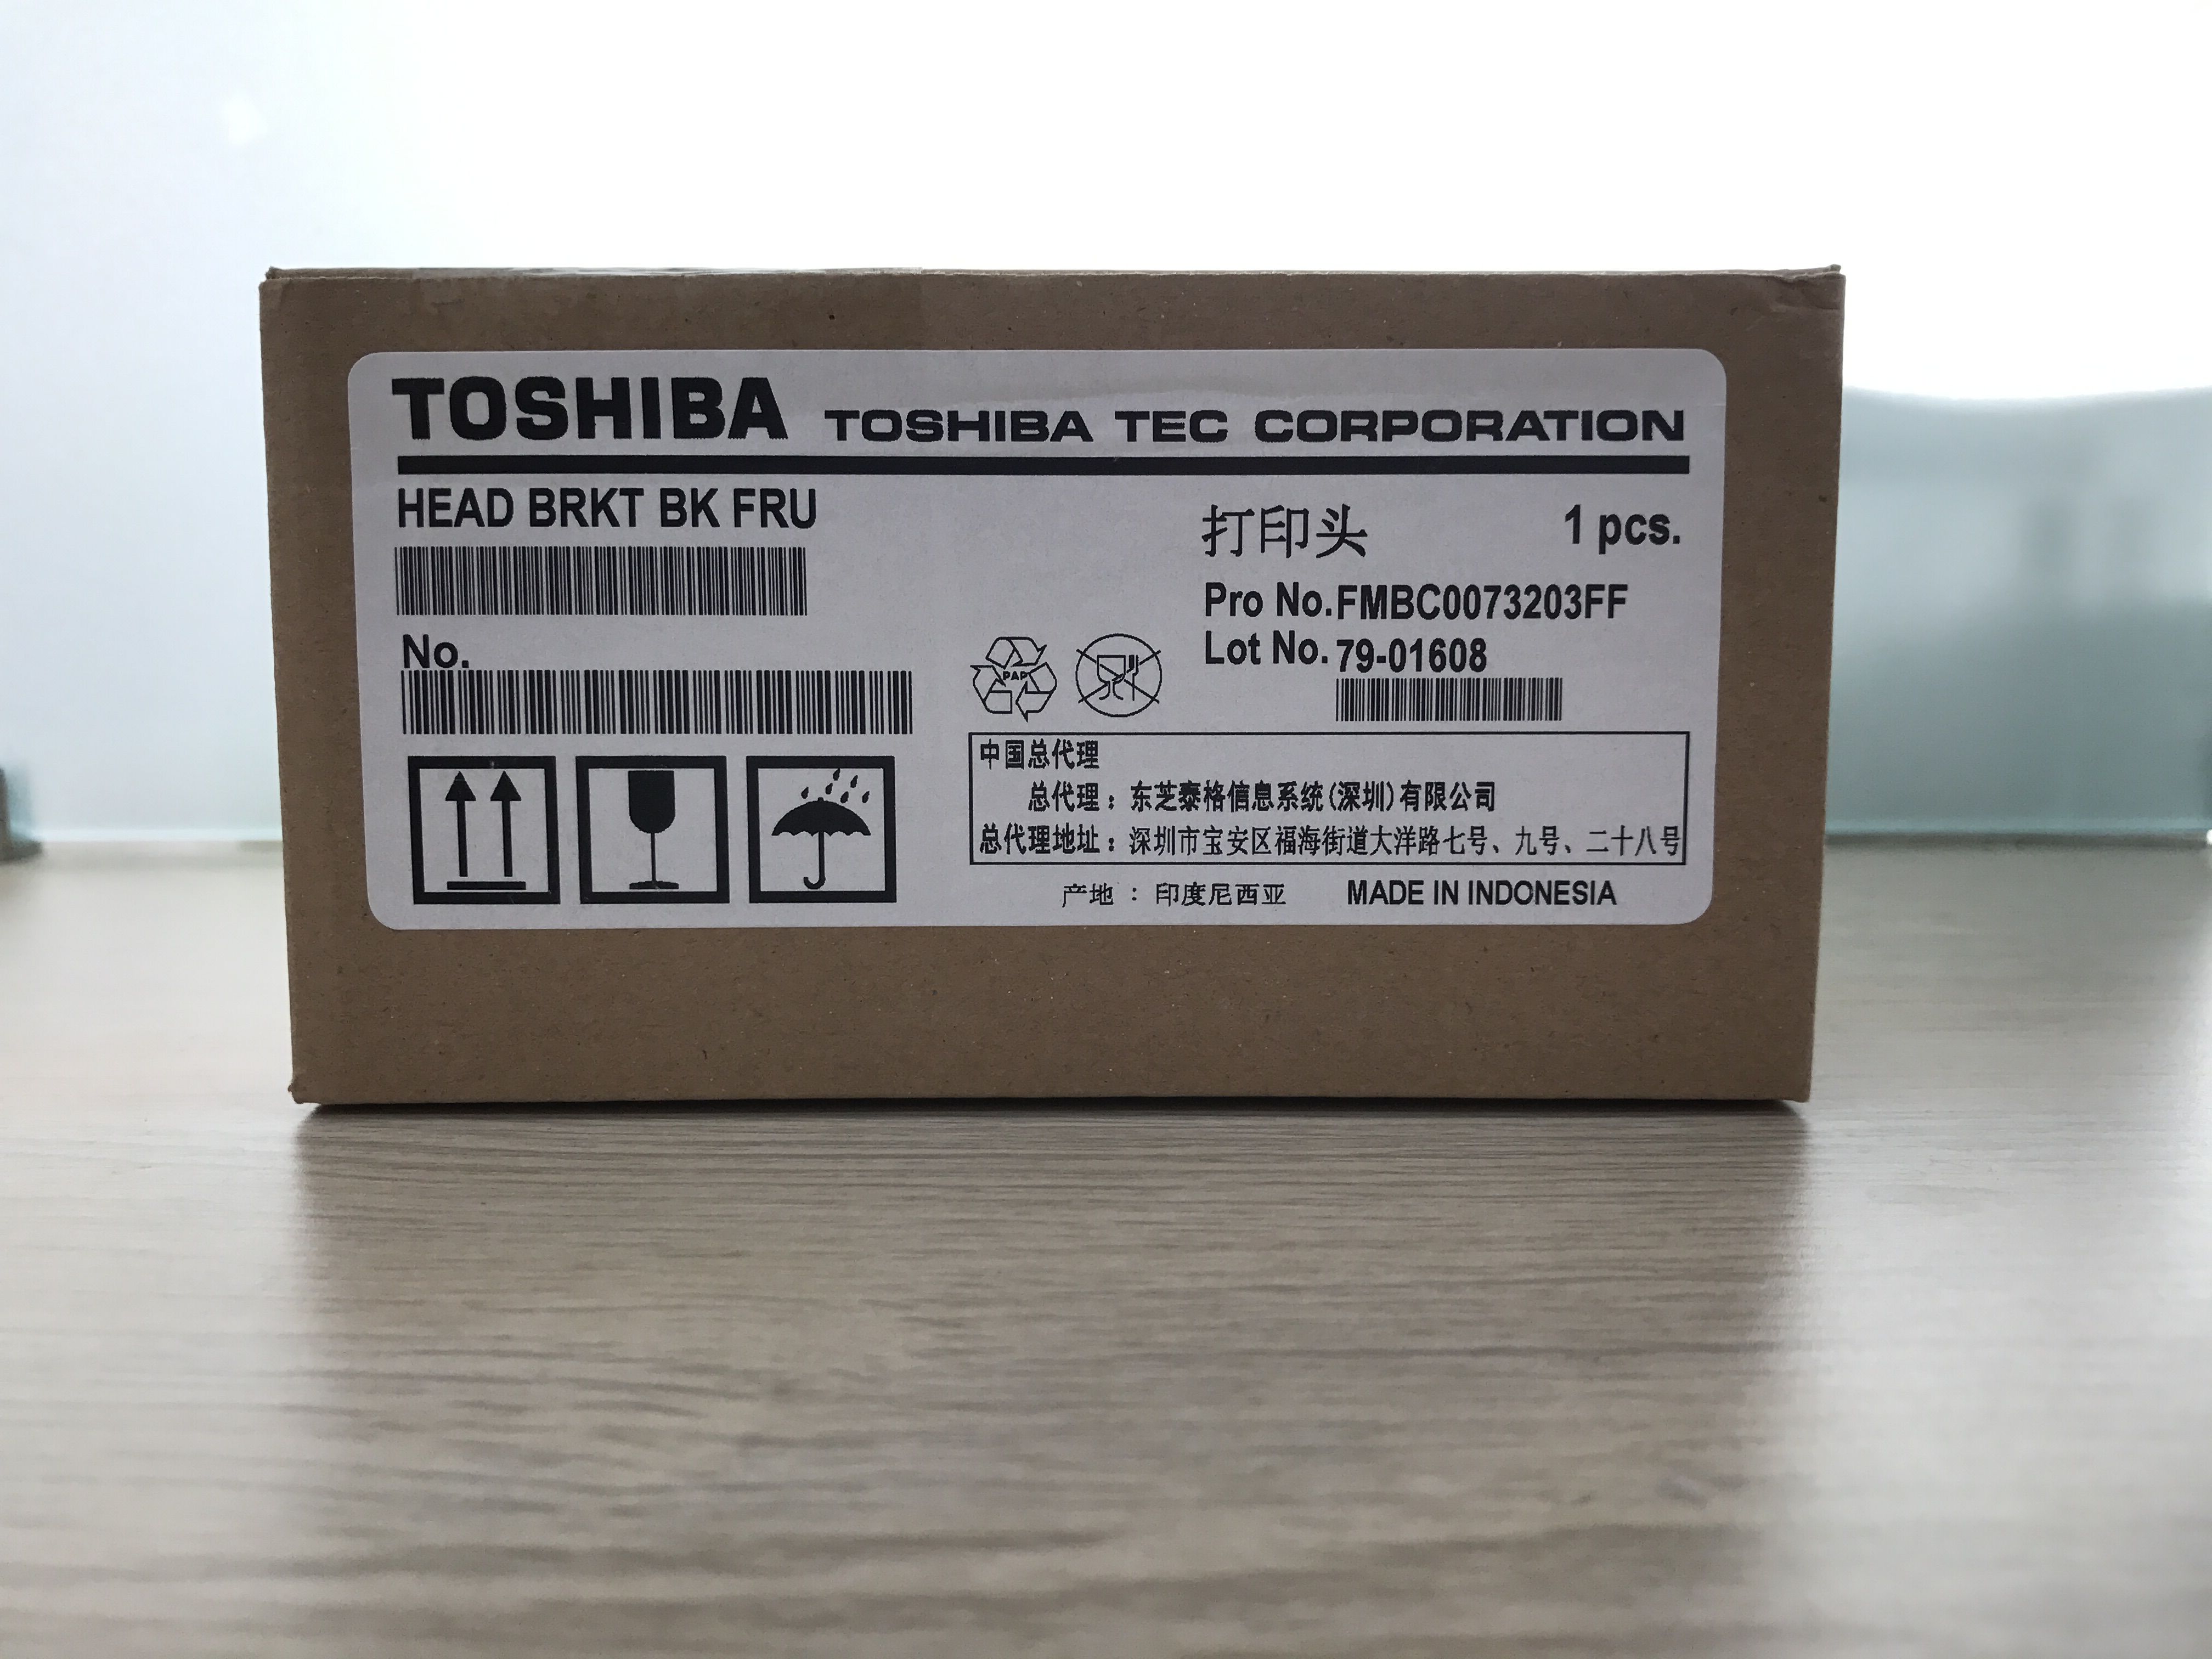 TOSHIBA TOSHIBA TEC CORPORATION
HEAD BRKT BK FRU
打印头 1 pcs.
Pro No.FMBC0073203FF
No.
Lot No.79-01608
PAP
中国总代理
总代理：东芝泰格信息系统(深圳)有限公司
总代理地址：深圳市宝安区福海街道大洋路七号、九号、二十八号
产地：印度尼西亚 MADE IN INDONESIA